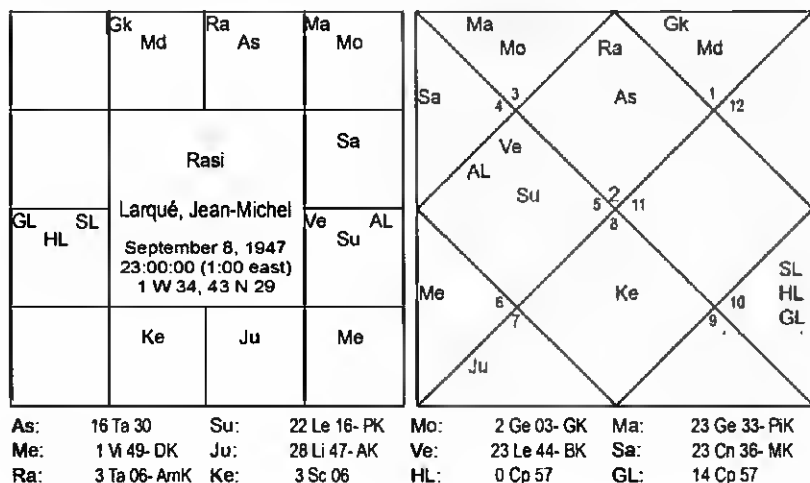 Gk Ra Ma
Md As Mo
Sa
Rasi
Larqué, Jean-Michel
September 8, 1947
23:00:00 (1:00 east)
1 W 34, 43 N 29
GL SL
HL
Ve AL
Su
Ke Ju Me
Ma Gk
Mo Ra Md
Sa As
3 1
4 12
Ve
AL
Su
2
5 11
8
SL
HL
GL
Me Ke
6 10
7 9
Ju
As: 16 Ta 30 Su: 22 Le 16- PK Mo: 2 Ge 03- GK Ma: 23 Ge 33- PiK
Me: 1 Vi 49- DK Ju: 28 Li 47- AK Ve: 23 Le 44- BK Sa: 23 Cn 36- MK
Ra: 3 Ta 06- AmK Ke: 3 Sc 06 HL: 0 Cp 57 GL: 14 Cp 57